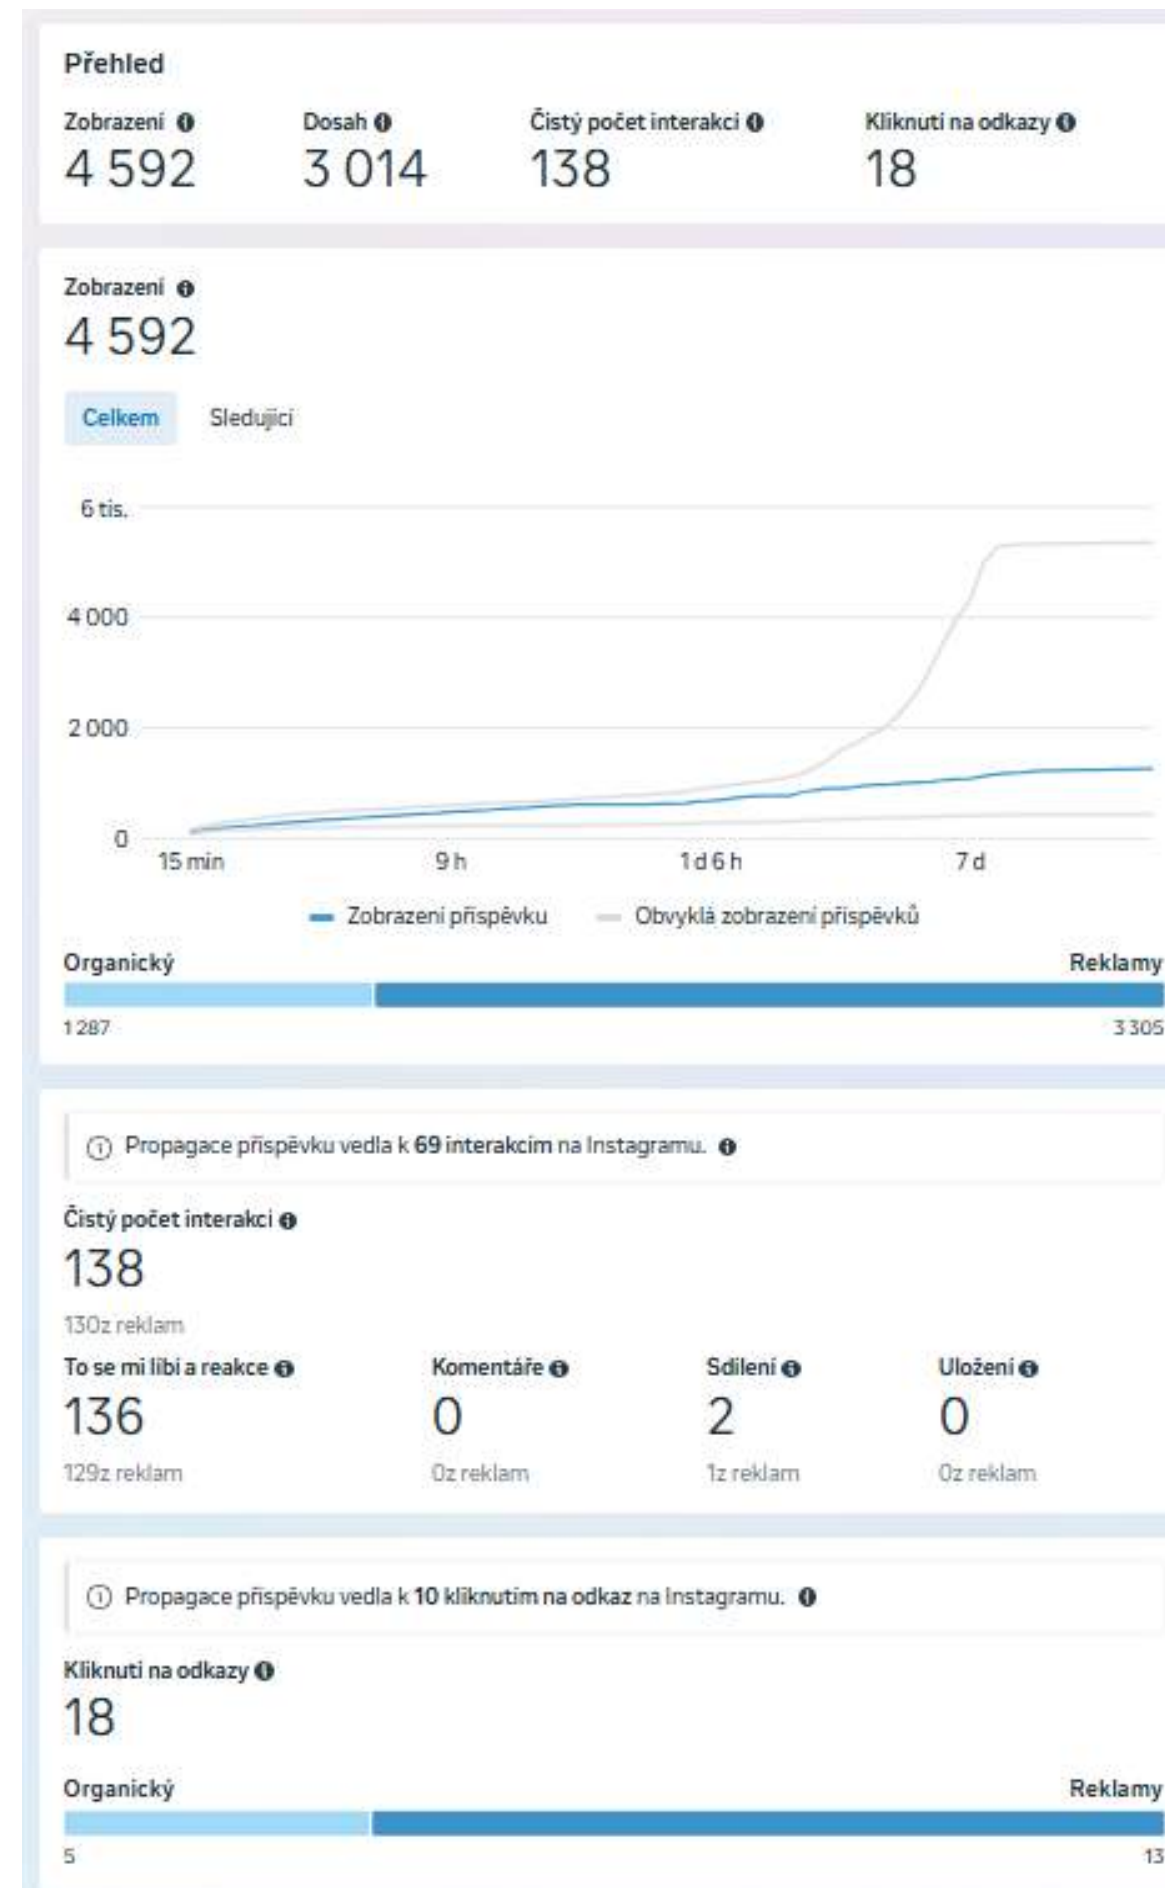 Přehled
Zobrazení Dosah Čistý počet interakcí Kliknutí na odkazy
4 592 3 014 138 18
Zobrazení
4 592
Celkem Sledující
6 tis.
4 000
2 000
0
15 min 9 h 1 d 6 h 7 d
Zobrazení příspěvku Obvyklá zobrazení příspěvků
Organický Reklamy
1 287 3 305
Propagace příspěvku vedla k 69 interakcím na Instagramu.
Čistý počet interakcí
138
130z reklam
To se mi líbí a reakce Komentáře Sdílení Uložení
136 0 2 0
129z reklam 0z reklam 1z reklam 0z reklam
Propagace příspěvku vedla k 10 kliknutím na odkaz na Instagramu.
Kliknutí na odkazy
18
Organický Reklamy
5 13